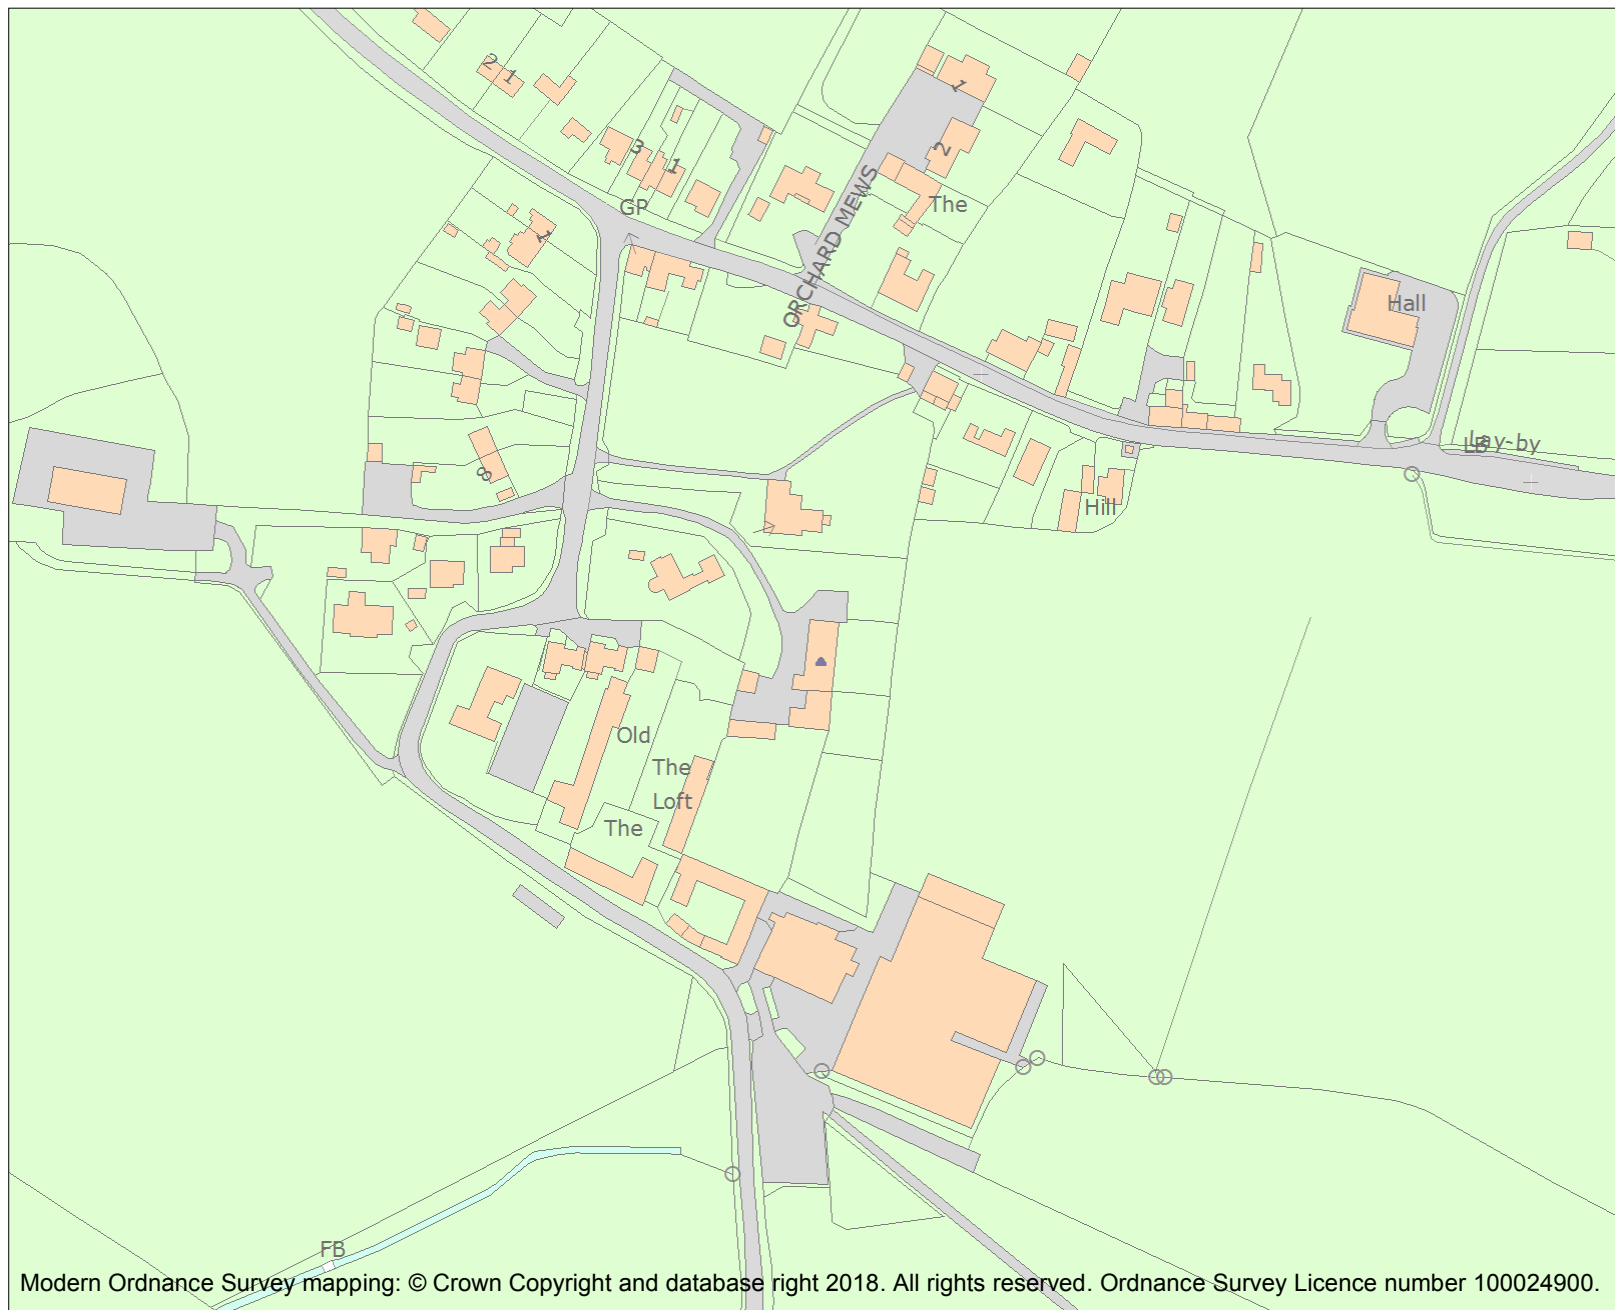 2
1
1
3
1
2
GP
The
ORCHARD MEWS
1
Hall
Lay-by
LB
8
Hill
Old
The
Loft
The
FB
Modern Ordnance Survey mapping: © Crown Copyright and database right 2018. All rights reserved. Ordnance Survey Licence number 100024900.